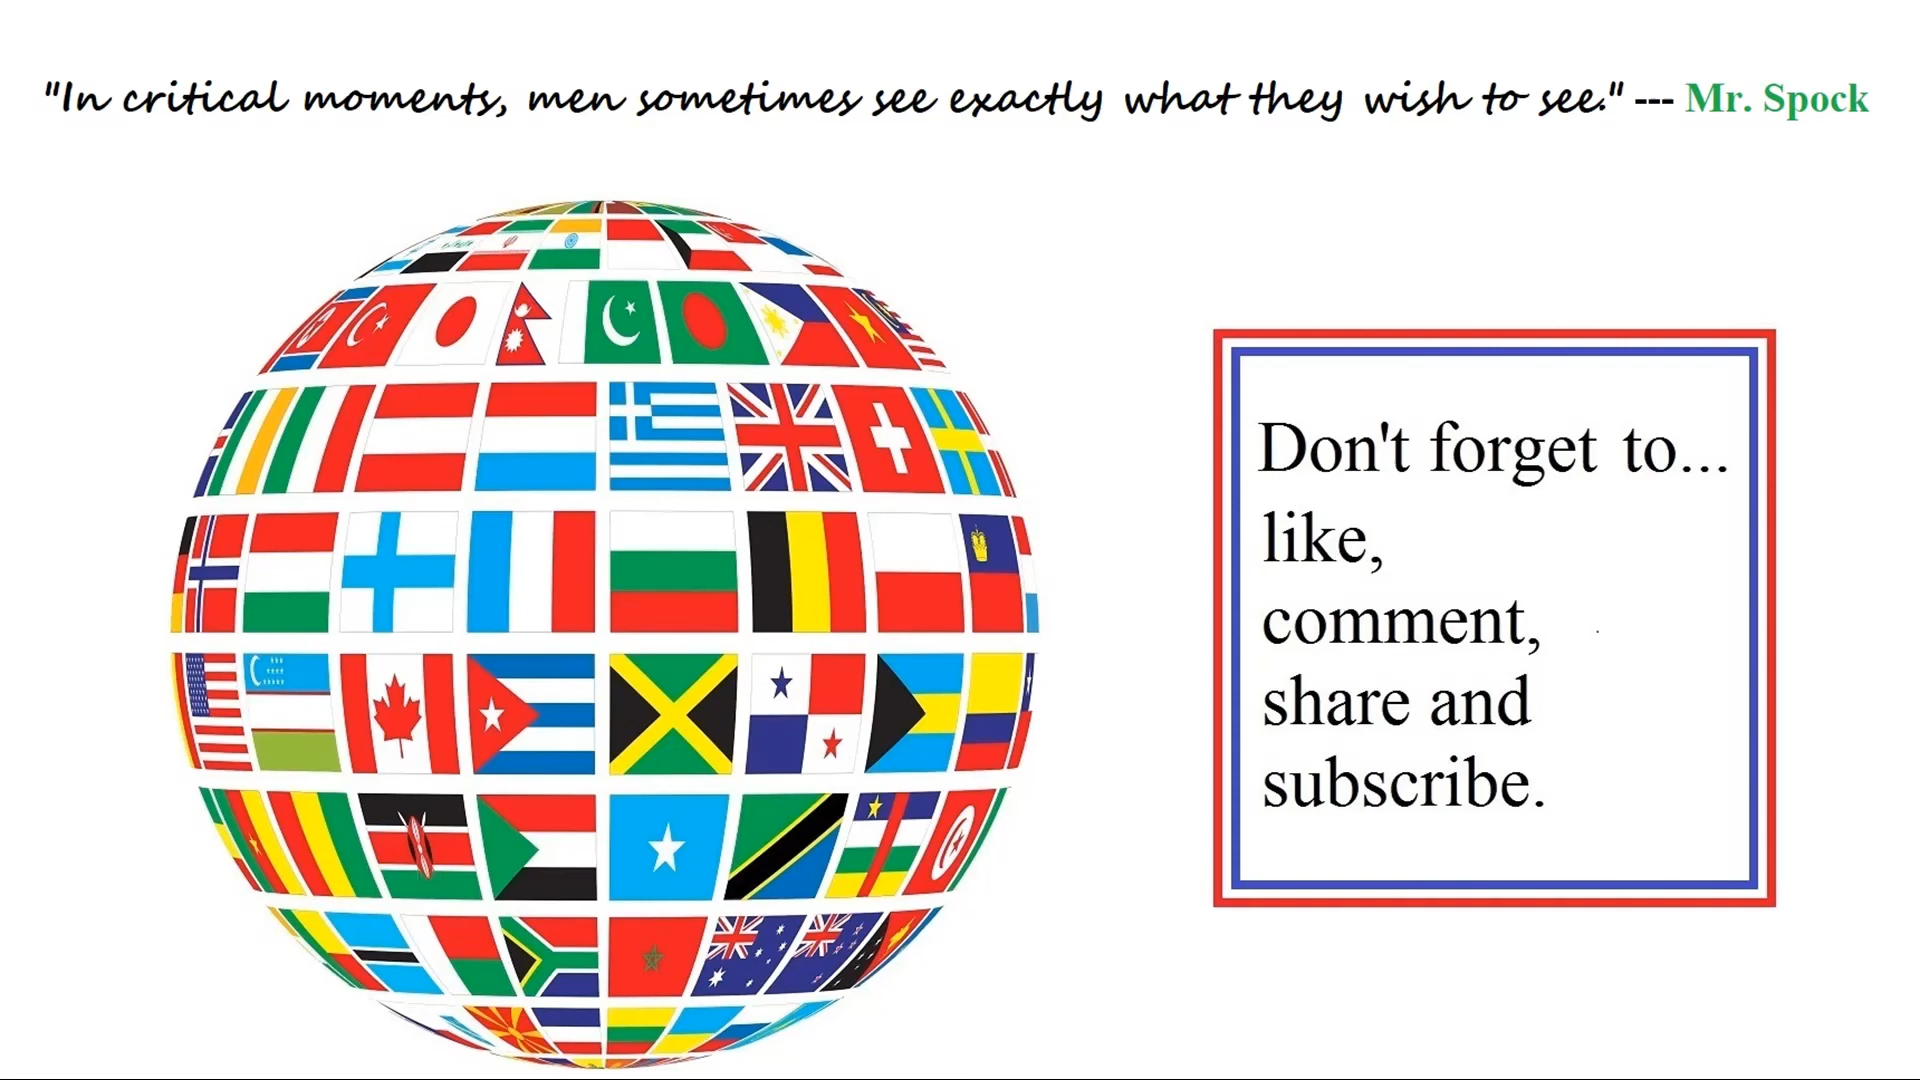 "In critical moments, men sometimes see exactly what they wish to see." --- Mr. Spock
Don't forget to...
like,
comment,
share and
subscribe.